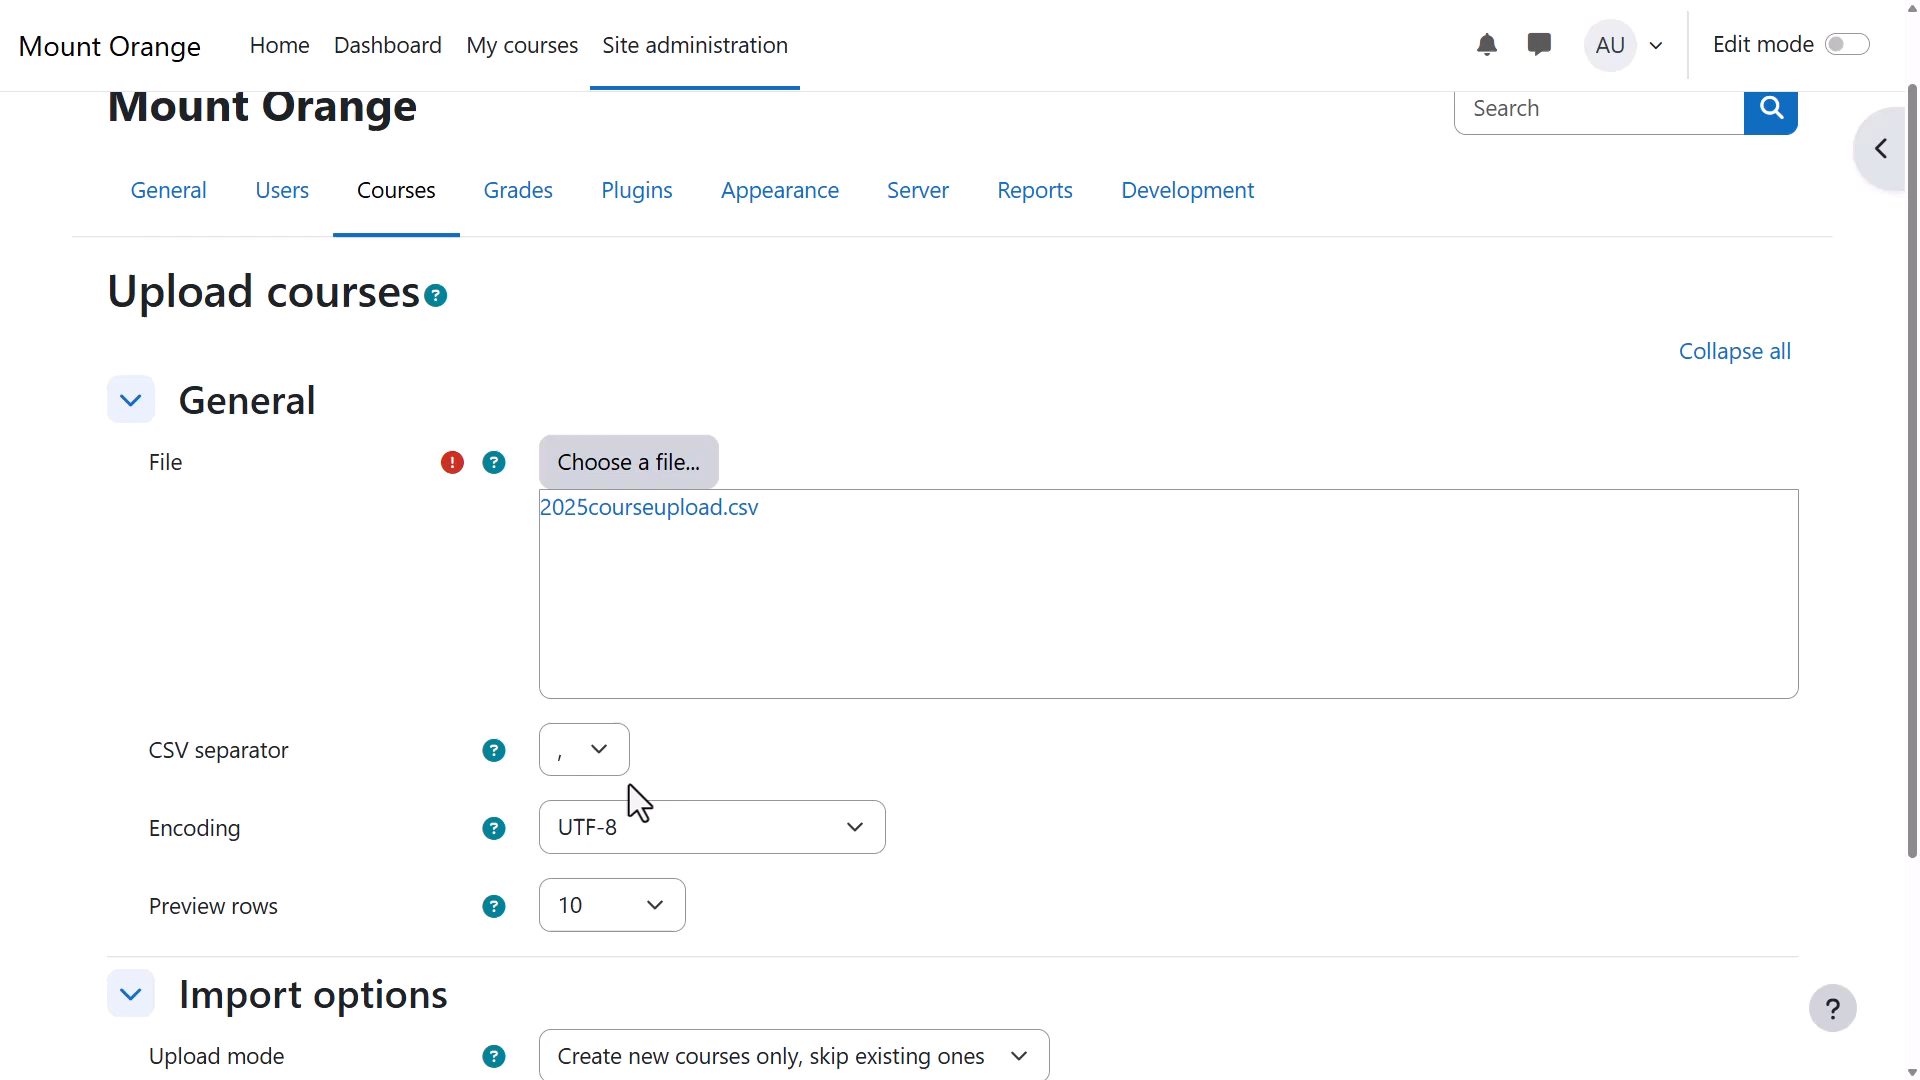 Mount Orange Home Dashboard My courses Site administration AU Edit mode
Mount Orange Search
General Users Courses Grades Plugins Appearance Server Reports Development
Upload courses ?
Collapse all
General
File ! ? Choose a file...
2025courseupload.csv
CSV separator ? ,
Encoding ? UTF-8
Preview rows ? 10
Import options
?
Upload mode ? Create new courses only, skip existing ones